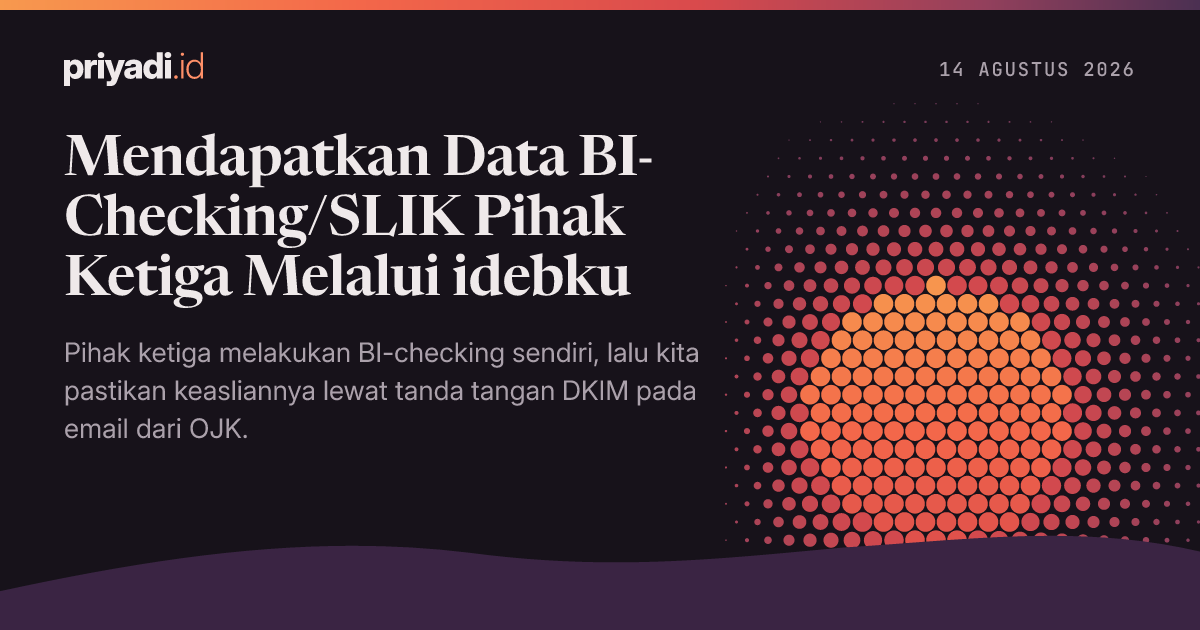 priyadi.id
14 AGUSTUS 2026
Mendapatkan Data BI-
Checking/SLIK Pihak
Ketiga Melalui idebku
Pihak ketiga melakukan BI-checking sendiri, lalu kita
pastikan keasliannya lewat tanda tangan DKIM pada
email dari OJK.